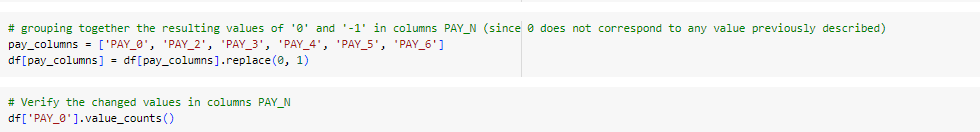 # grouping together the resulting values of '0' and '-1' in columns PAY_N (since 0 does not correspond to any value previously described)
pay_columns = ['PAY_0', 'PAY_2', 'PAY_3', 'PAY_4', 'PAY_5', 'PAY_6']
df[pay_columns] = df[pay_columns].replace(0, 1)
# Verify the changed values in columns PAY_N
df['PAY_0'].value_counts()